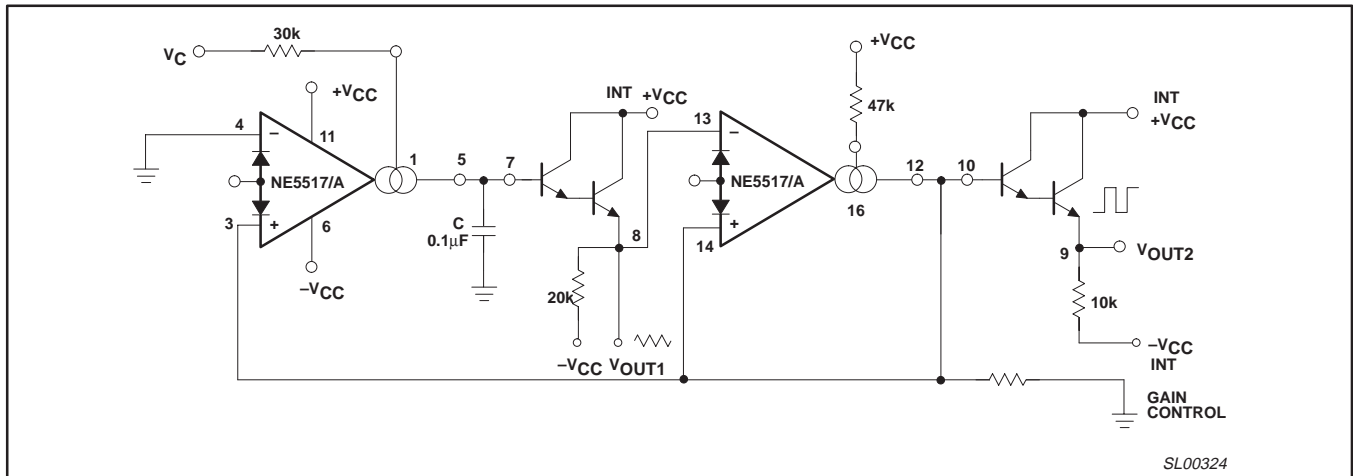 30k
VC
+VCC
INT +VCC
+VCC
47k
INT
+VCC
4
−
11
1
5
7
13
−
12
10
NE5517/A
NE5517/A
3
+
6
C
0.1µF
8
14
+
16
9
VOUT2
−VCC
20k
10k
−VCC VOUT1
−VCC
INT
GAIN
CONTROL
SL00324